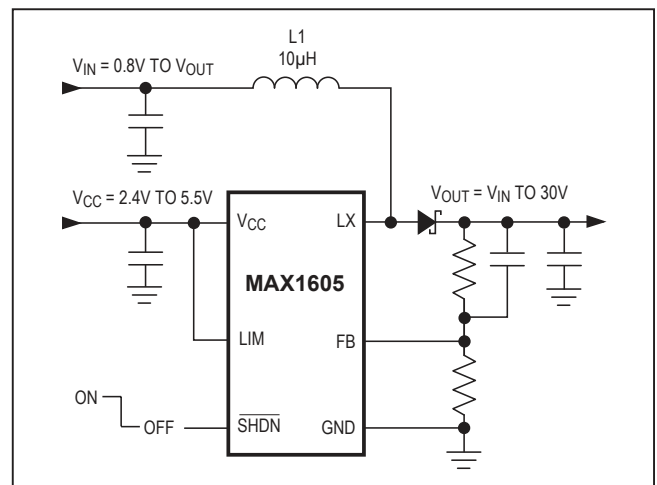 L1
10µH
V_IN = 0.8V TO V_OUT
V_CC = 2.4V TO 5.5V
V_OUT = V_IN TO 30V
V_CC
LX
MAX1605
LIM
FB
ON
OFF
S̅H̅D̅N̅
GND